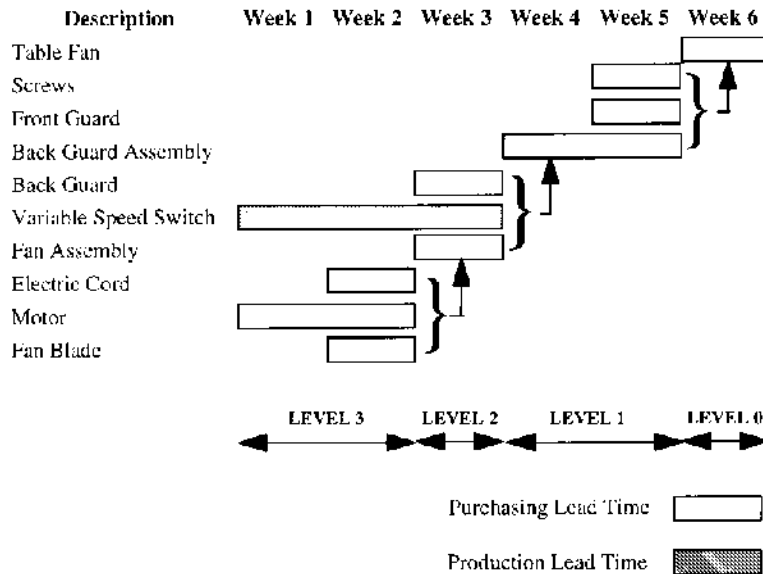 Description Week 1 Week 2 Week 3 Week 4 Week 5 Week 6
Table Fan
Screws
Front Guard
Back Guard Assembly
Back Guard
Variable Speed Switch
Fan Assembly
Electric Cord
Motor
Fan Blade
LEVEL 3 LEVEL 2 LEVEL 1 LEVEL 0
Purchasing Lead Time
Production Lead Time